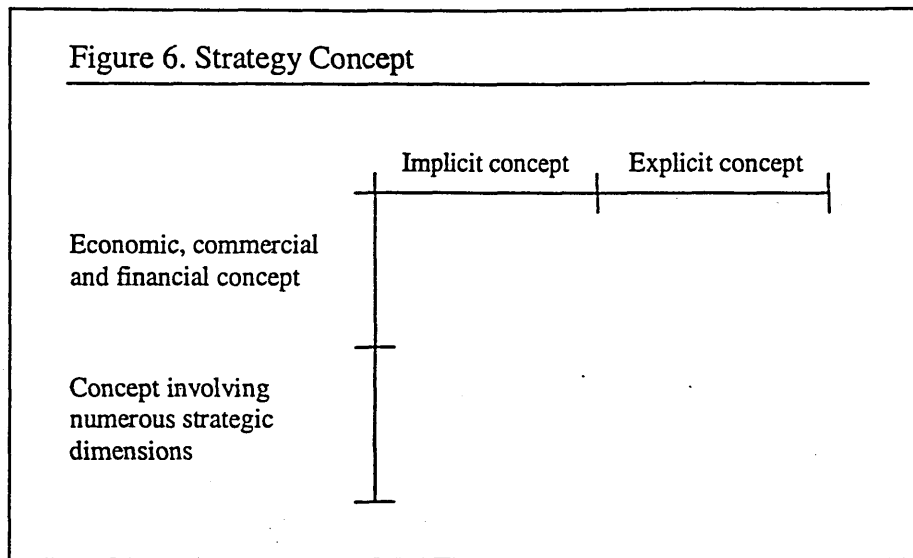 Figure 6. Strategy Concept
Implicit concept
Explicit concept
Economic, commercial
and financial concept
Concept involving
numerous strategic
dimensions